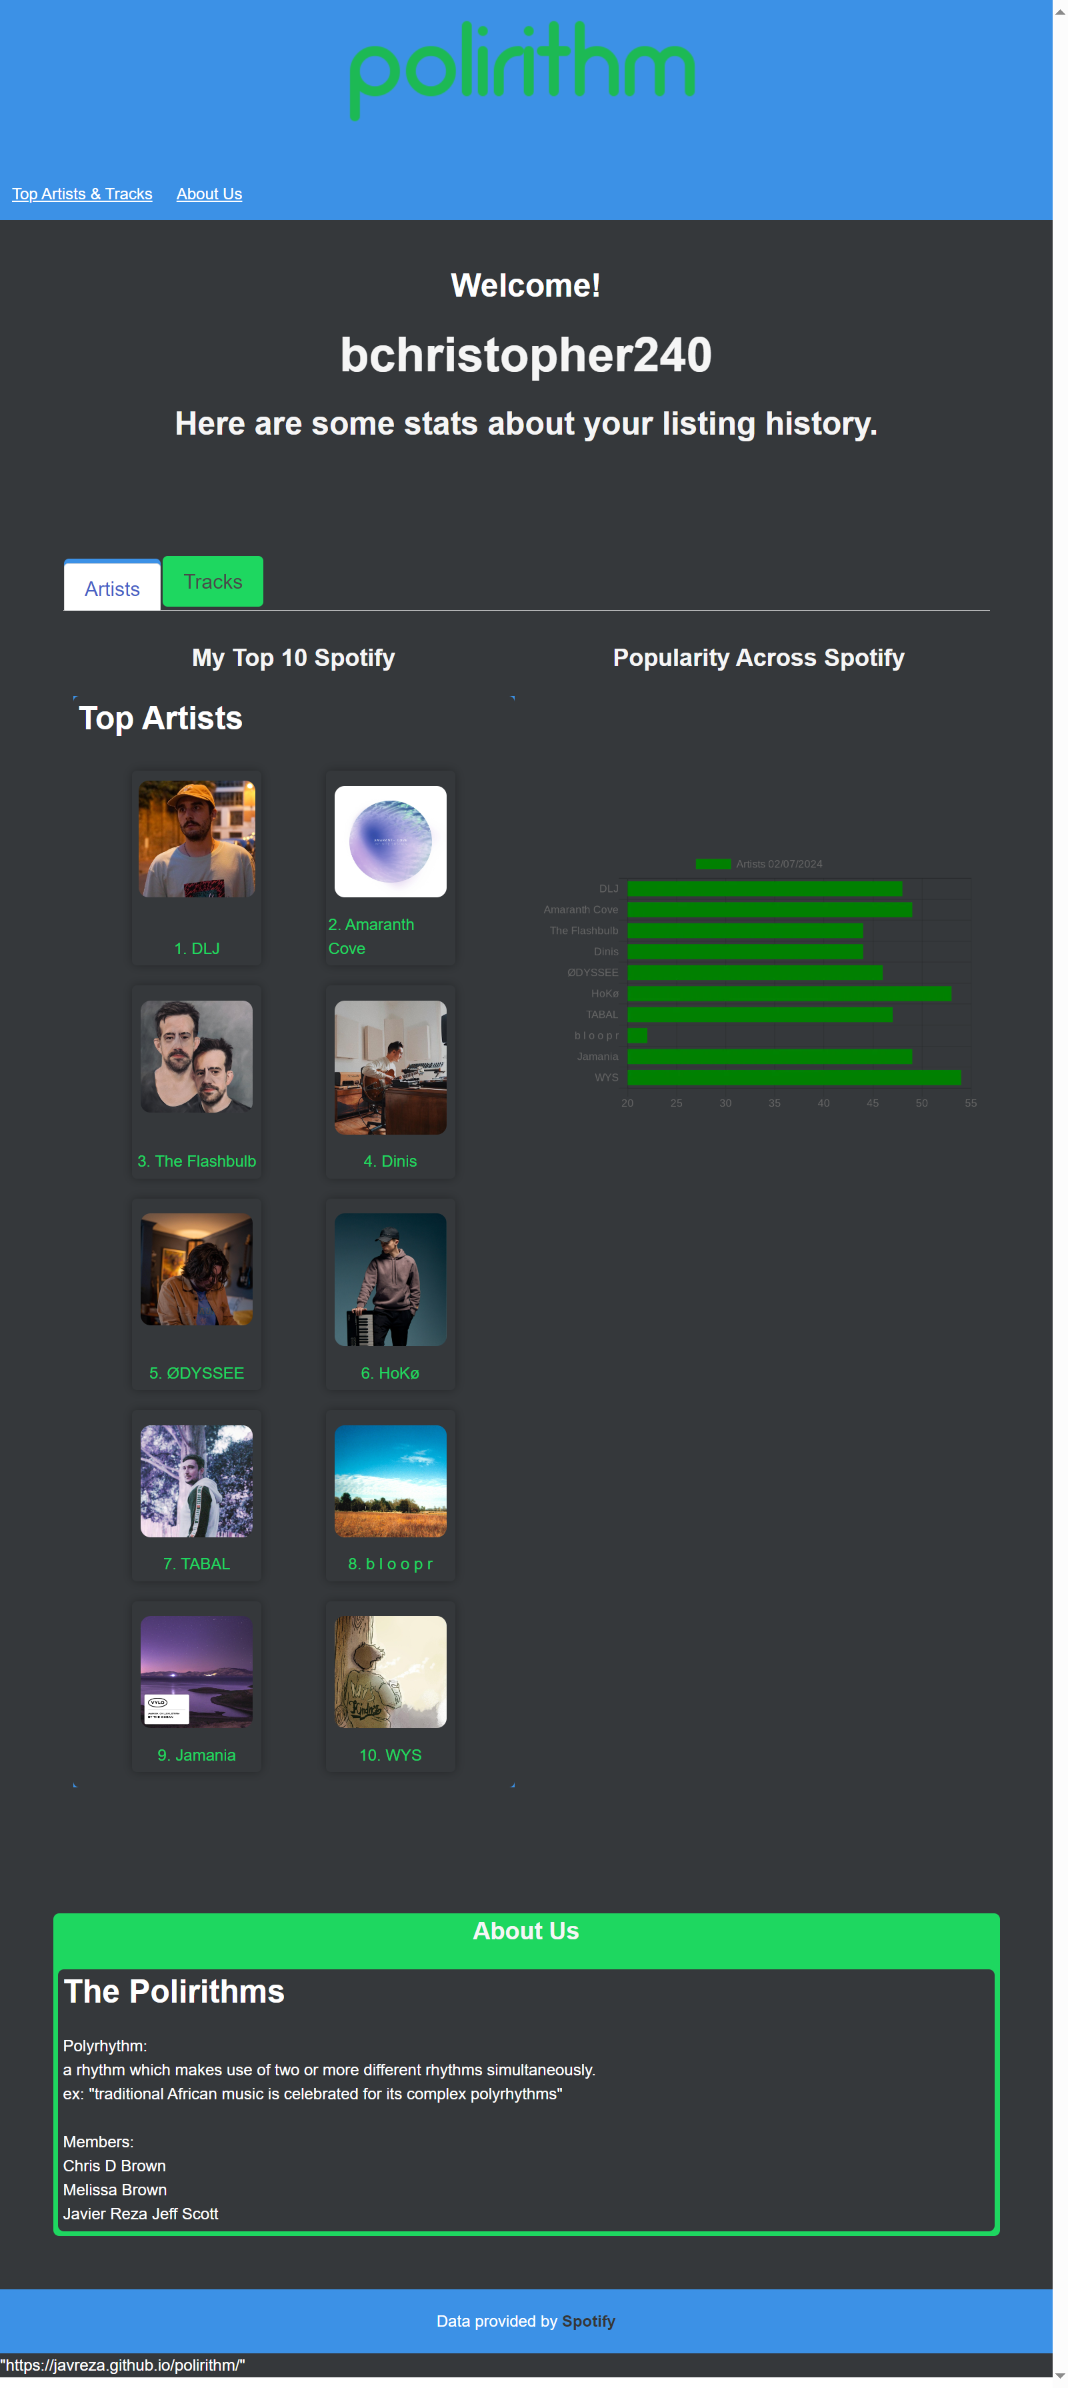 polirithm
Top Artists & Tracks About Us
Welcome!
bchristopher240
Here are some stats about your listing history.
Artists Tracks
My Top 10 Spotify
Top Artists
1. DLJ
2. Amaranth
Cove
3. The Flashbulb
4. Dinis
5. ØDYSSEE
6. HoKø
7. TABAL
8. b l o o p r
VYLO
9. Jamania
10. WYS
Popularity Across Spotify
Artists 02/07/2024
DLJ
Amaranth Cove
The Flashbulb
Dinis
ØDYSSEE
HoKø
TABAL
b l o o p r
Jamania
WYS
20 25 30 35 40 45 50 55
About Us
The Polirithms
Polyrhythm:
a rhythm which makes use of two or more different rhythms simultaneously.
ex: "traditional African music is celebrated for its complex polyrhythms"
Members:
Chris D Brown
Melissa Brown
Javier Reza Jeff Scott
Data provided by Spotify
"https://javreza.github.io/polirithm/"